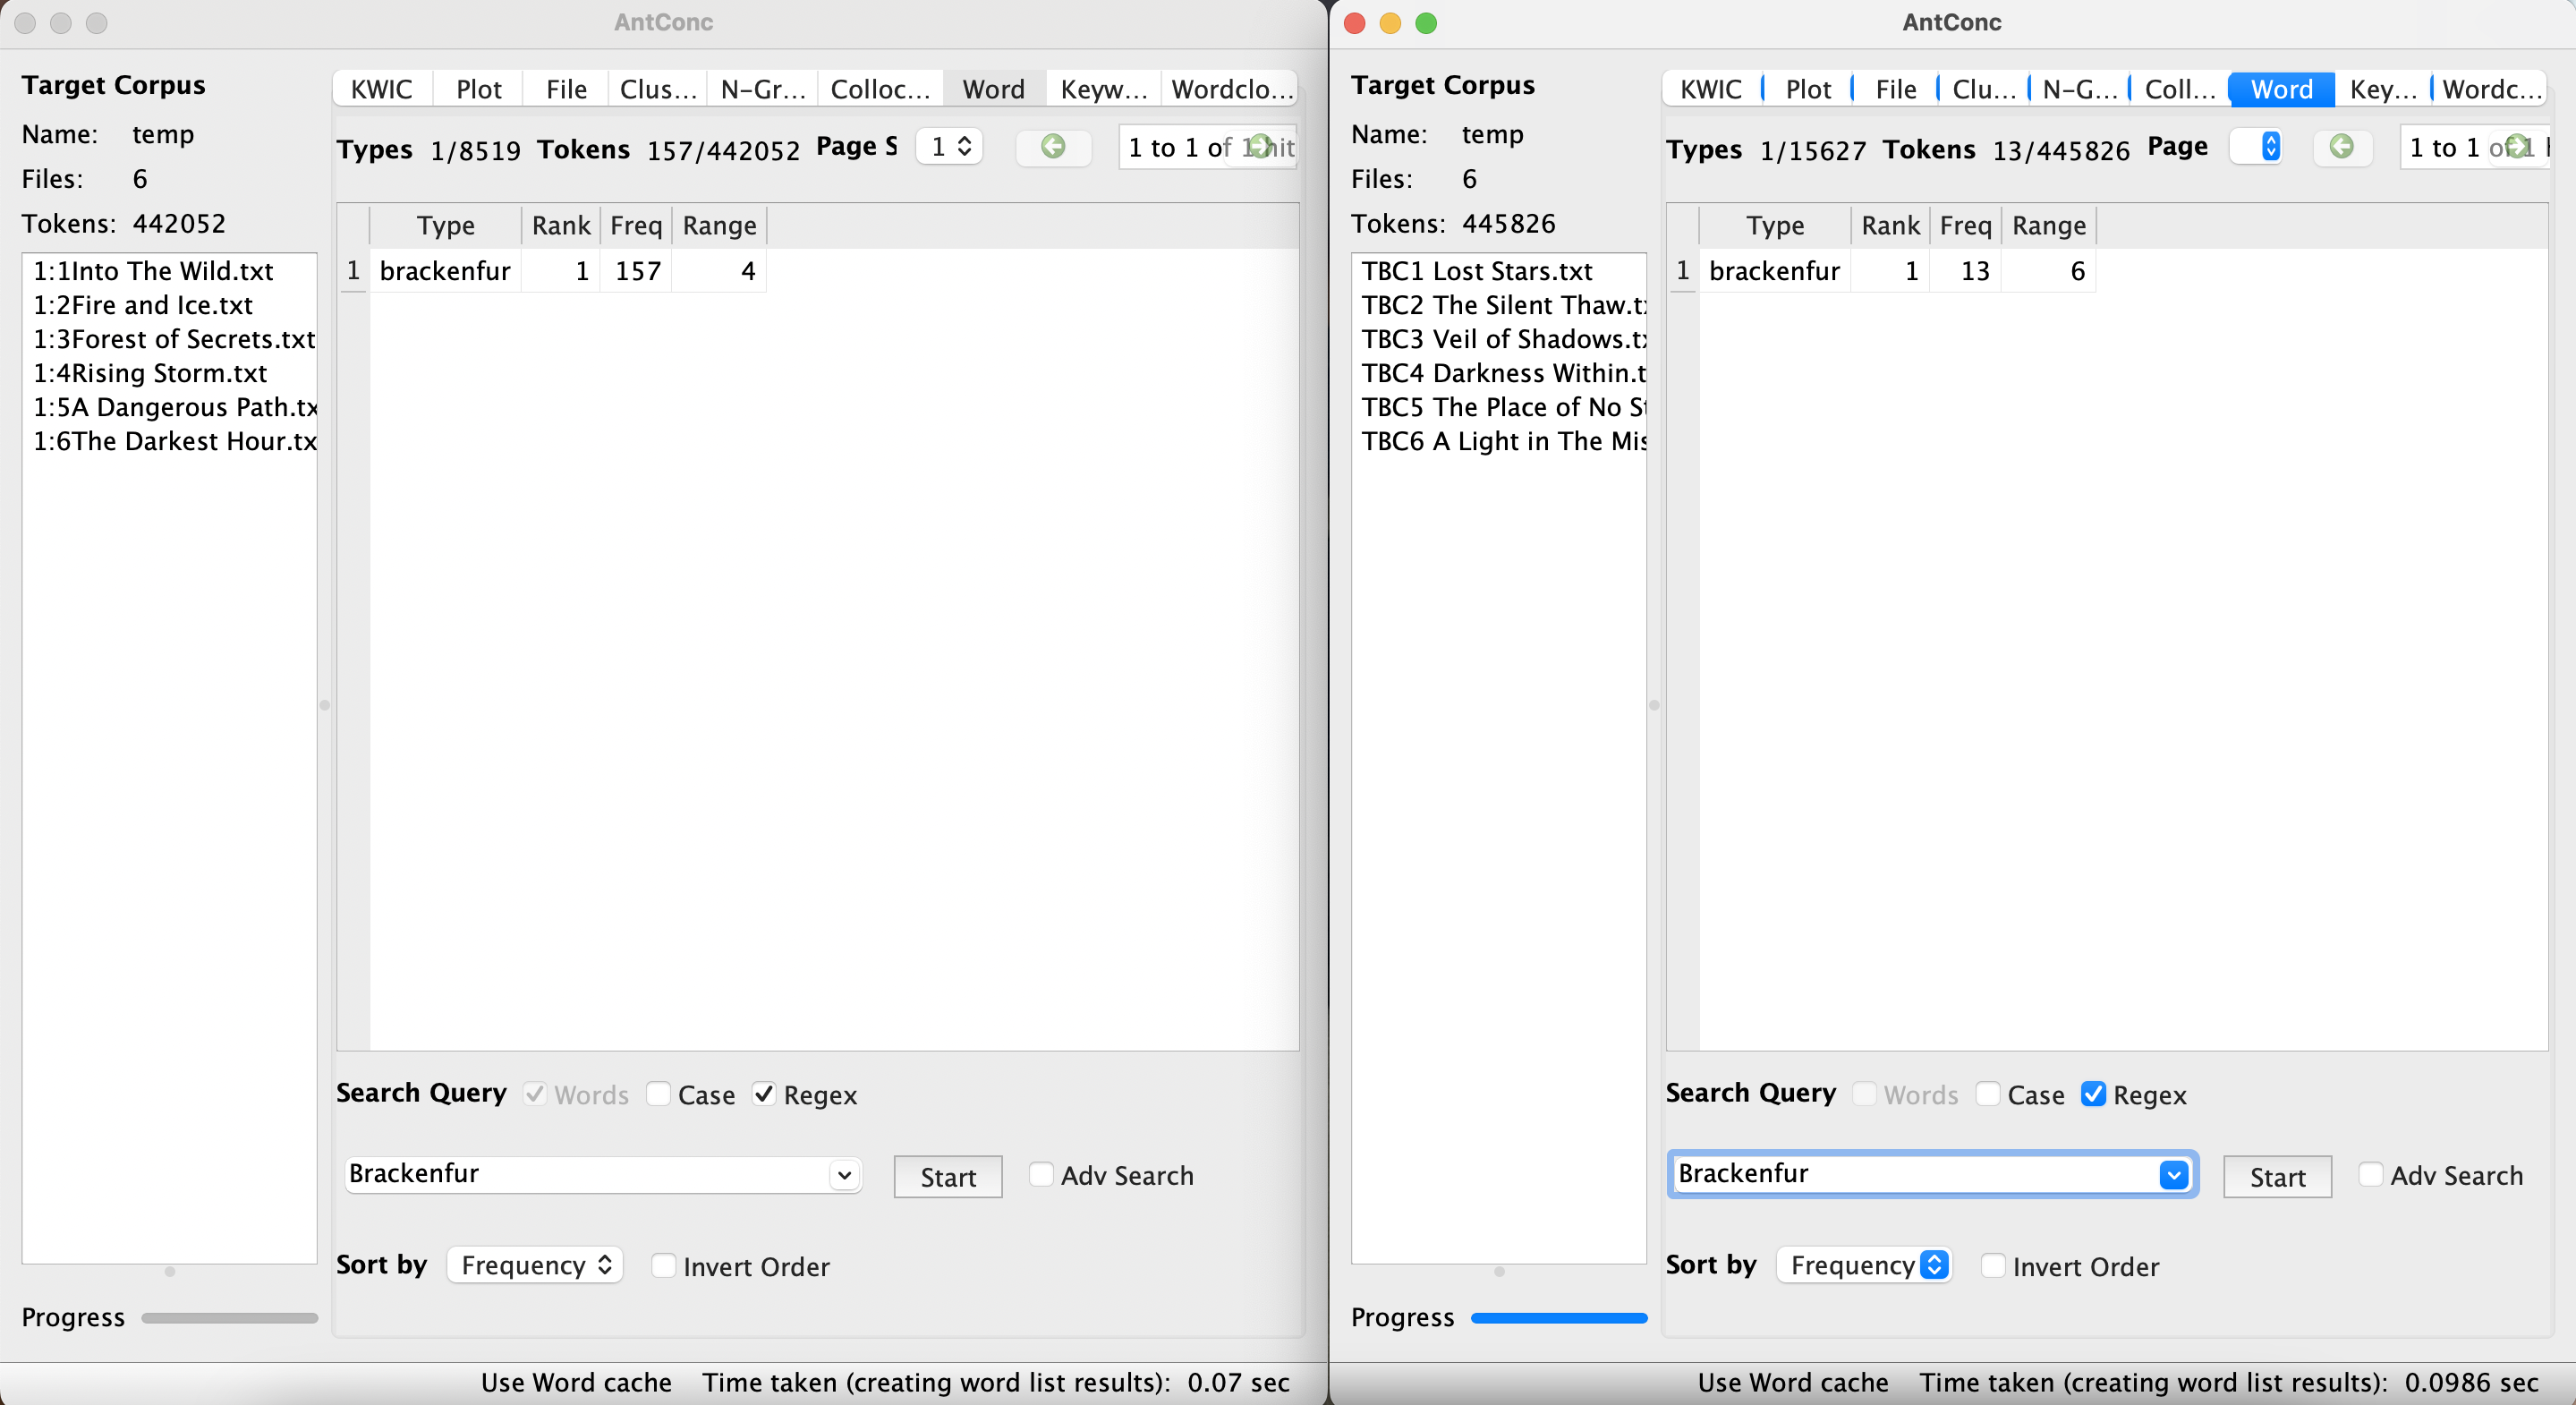 AntConc
Target Corpus
Name: temp
Files: 6
Tokens: 442052
1:1Into The Wild.txt
1:2Fire and Ice.txt
1:3Forest of Secrets.txt
1:4Rising Storm.txt
1:5A Dangerous Path.tx
1:6The Darkest Hour.tx
Progress
KWIC Plot File Clus... N-Gr... Colloc... Word Keyw... Wordclo...
Types 1/8519 Tokens 157/442052 Page S 1 1 to 1 of 1 hit
Type Rank Freq Range
1 brackenfur 1 157 4
Search Query Words Case Regex
Brackenfur Start Adv Search
Sort by Frequency Invert Order
Use Word cache Time taken (creating word list results): 0.07 sec
AntConc
Target Corpus
Name: temp
Files: 6
Tokens: 445826
TBC1 Lost Stars.txt
TBC2 The Silent Thaw.t
TBC3 Veil of Shadows.t
TBC4 Darkness Within.t
TBC5 The Place of No S
TBC6 A Light in The Mis
Progress
KWIC Plot File Clu... N-G... Coll... Word Key... Wordc...
Types 1/15627 Tokens 13/445826 Page 1 to 1 of 1 h
Type Rank Freq Range
1 brackenfur 1 13 6
Search Query Words Case Regex
Brackenfur Start Adv Search
Sort by Frequency Invert Order
Use Word cache Time taken (creating word list results): 0.0986 sec